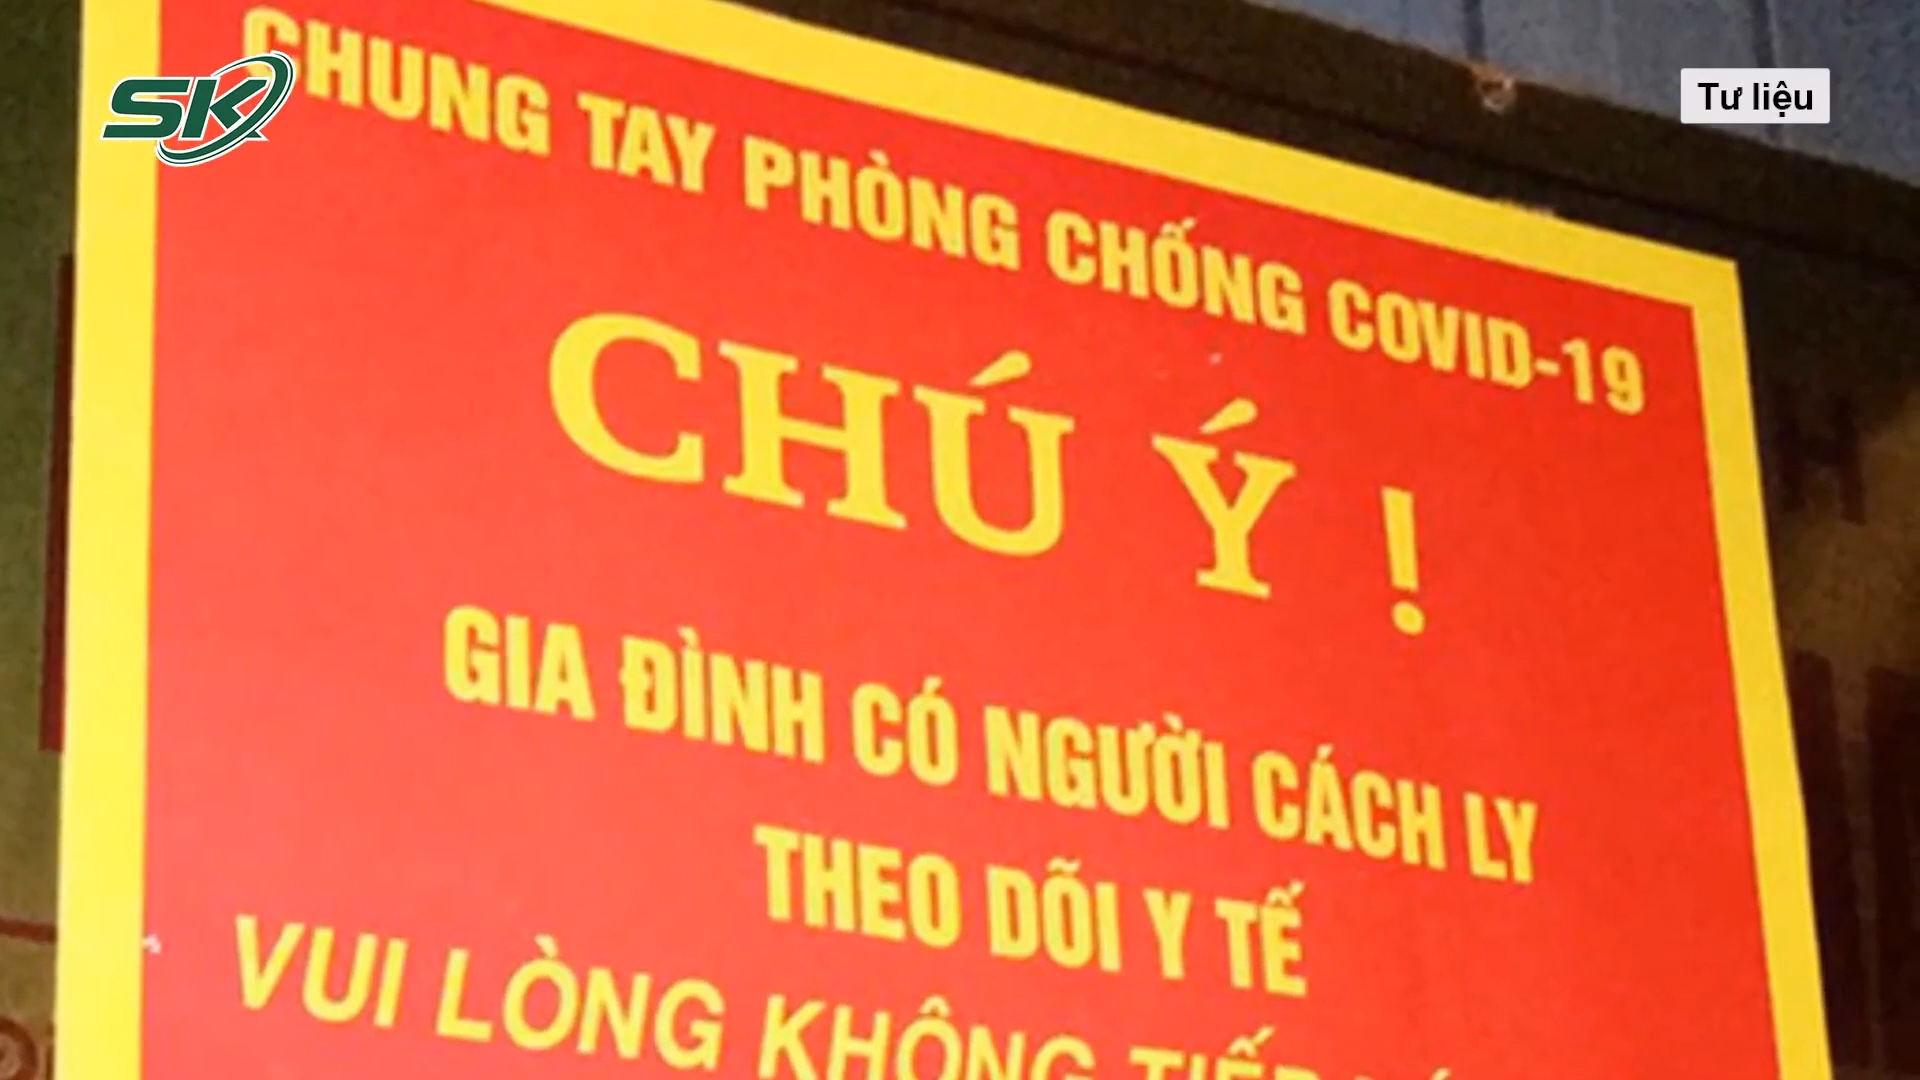 SK
Tư liệu
CHUNG TAY PHÒNG CHỐNG COVID-19
CHÚ Ý !
GIA ĐÌNH CÓ NGƯỜI CÁCH LY
THEO DÕI Y TẾ
VUI LÒNG KHÔNG TIẾP